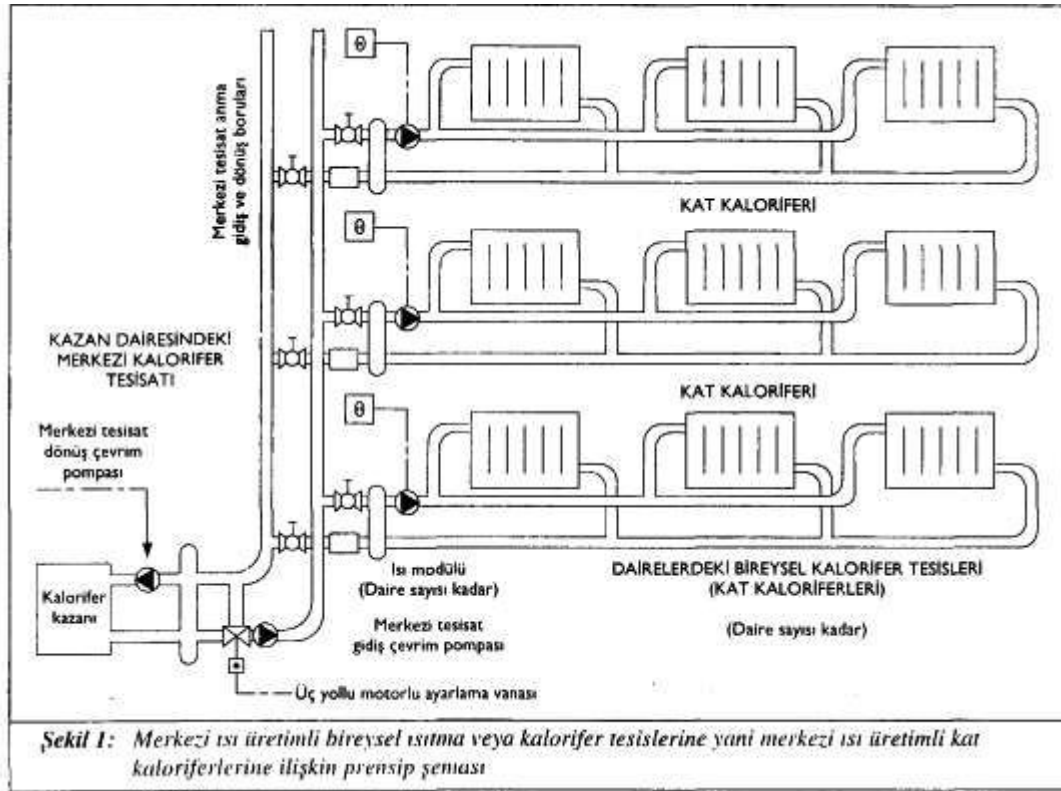 Merkezi tesisat anma
gidiş ve dönüş boruları
θ
KAT KALORİFERİ
θ
KAZAN DAİRESİNDEKİ
MERKEZİ KALORİFER
TESİSATI
KAT KALORİFERİ
θ
Merkezi tesisat
dönüş çevrim
pompası
Kalorifer
kazanı
Isı modülü
(Daire sayısı kadar)
Merkezi tesisat
gidiş çevrim pompası
DAİRELERDEKİ BİREYSEL KALORİFER TESİSLERİ
(KAT KALORİFERLERİ)
(Daire sayısı kadar)
Üç yollu motorlu ayarlama vanası
Şekil 1: Merkezi ısı üretimli bireysel ısıtma veya kalorifer tesislerine yani merkezi ısı üretimli kat
kaloriferlerine ilişkin prensip şeması